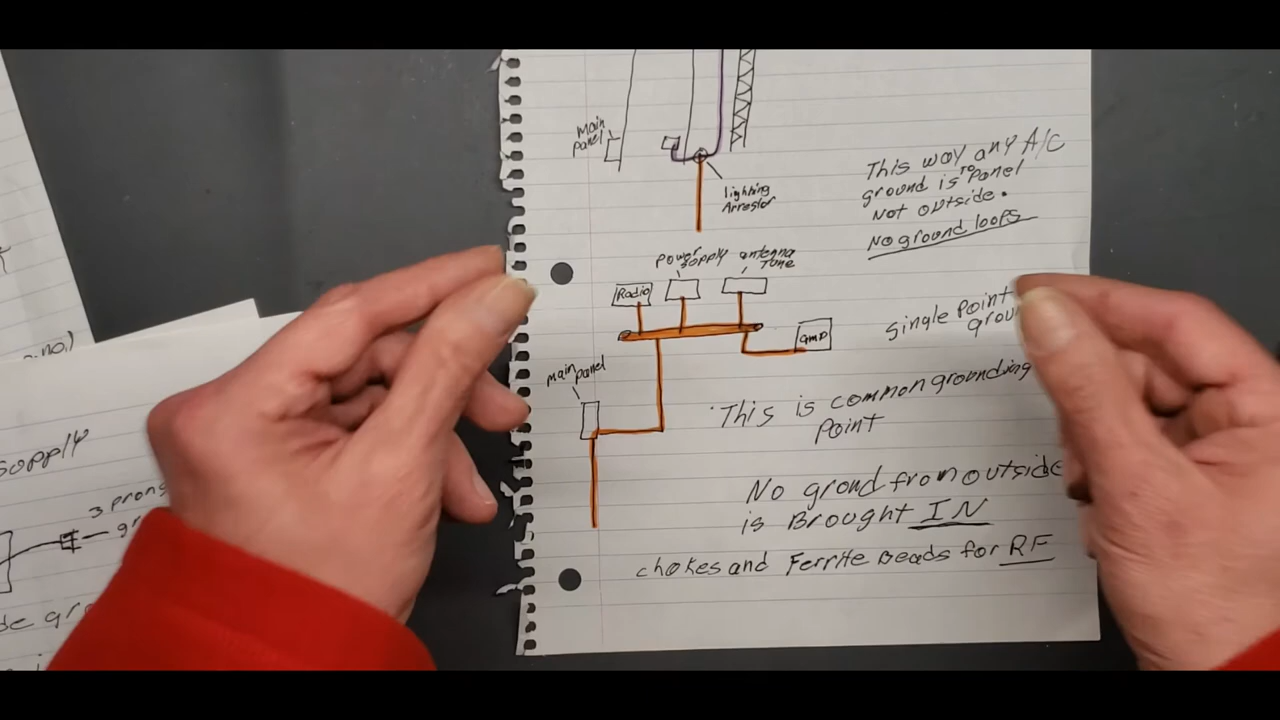 main
panel
lighting
Arrestor
This way any A/C
ground is TO Panel
Not outside.
No ground loops
power
supply
antenna
Tune
Radio
amp
single Point
main panel
This is common grounding
Point
No grond from outside
is Brought IN
chokes and Ferrite Beads for RF
supply
3 prong